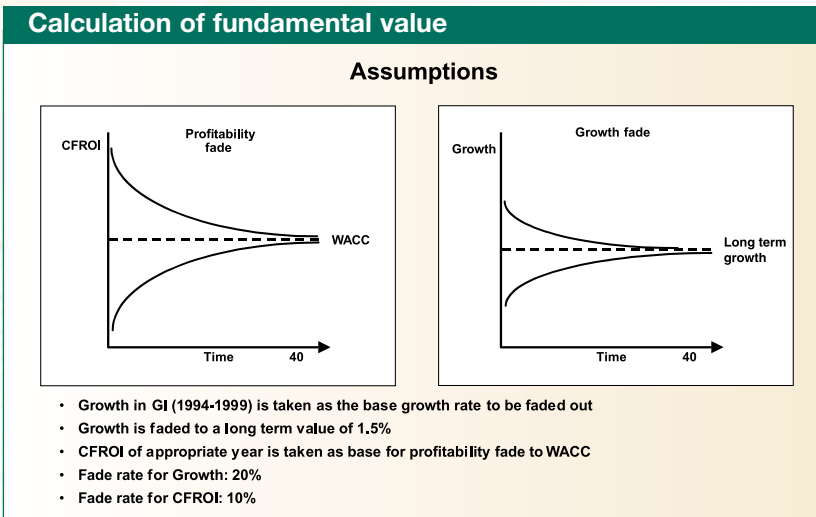 Calculation of fundamental value
Assumptions
CFROI
Profitability
fade
WACC
Time 40
Growth
Growth fade
Long term
growth
Time 40
• Growth in GI (1994-1999) is taken as the base growth rate to be faded out
• Growth is faded to a long term value of 1.5%
• CFROI of appropriate year is taken as base for profitability fade to WACC
• Fade rate for Growth: 20%
• Fade rate for CFROI: 10%